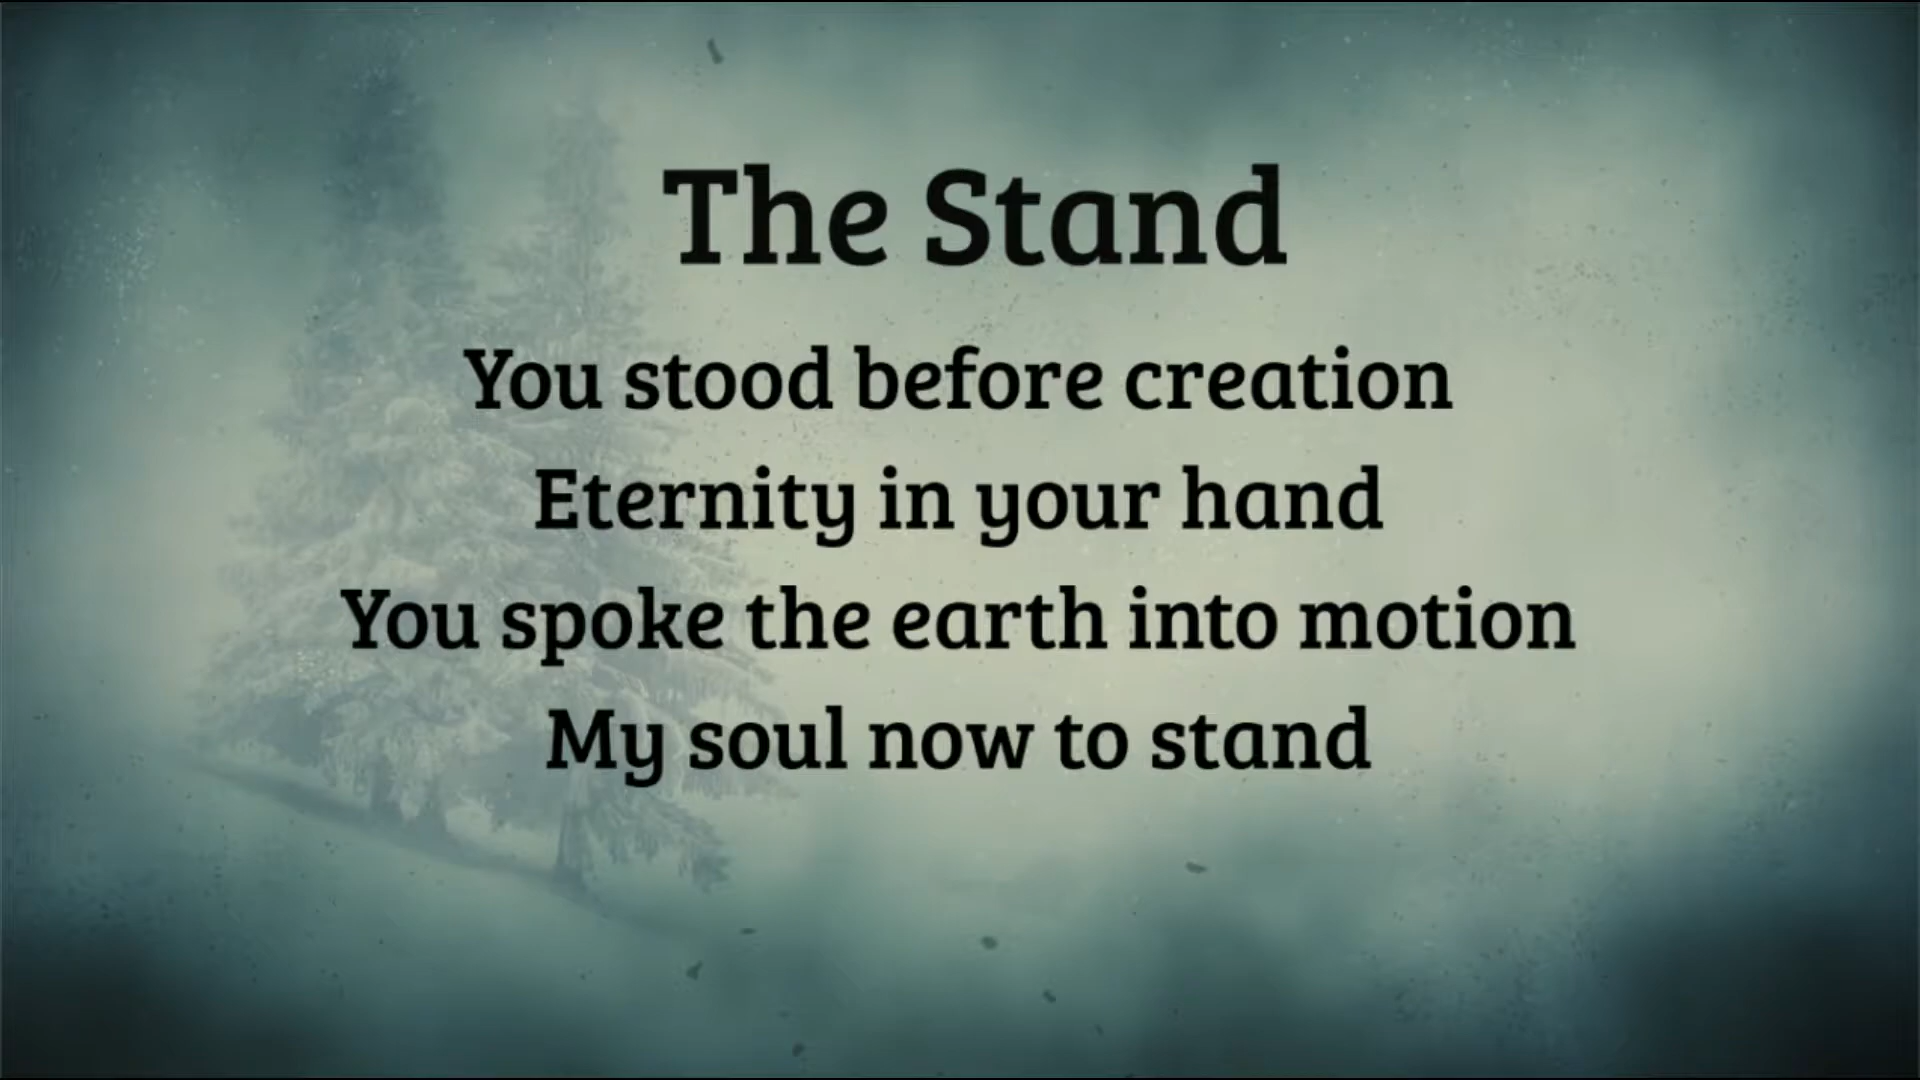 The Stand
You stood before creation
Eternity in your hand
You spoke the earth into motion
My soul now to stand